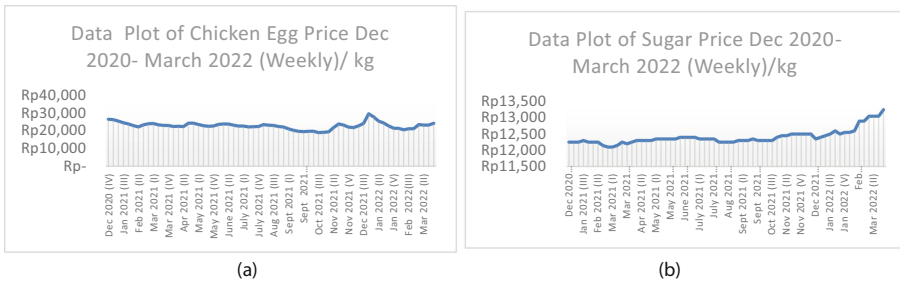 Data Plot of Chicken Egg Price Dec
2020- March 2022 (Weekly)/ kg
Rp40,000
Rp30,000
Rp20,000
Rp10,000
Rp-
Dec 2020 (IV)
Jan 2021 (III)
Feb 2021 (III)
Mar 2021 (I)
Mar 2021 (IV)
Apr 2021 (II)
May 2021 (I)
May 2021 (IV)
June 2021 (II)
July 2021 (I)
July 2021 (IV)
Aug 2021 (III)
Sept 2021 (I)
Sept 2021...
Oct 2021 (III)
Nov 2021 (II)
Nov 2021 (V)
Dec 2021 (III)
Jan 2022 (II)
Jan 2022 (V)
Feb 2022(III)
Mar 2022 (II)
(a)
Data Plot of Sugar Price Dec 2020-
March 2022 (Weekly)/kg
Rp13,500
Rp13,000
Rp12,500
Rp12,000
Rp11,500
Dec 2020...
Jan 2021 (III)
Feb 2021 (II)
Mar 2021 (I)
Mar 2021...
Apr 2021 (II)
May 2021 (I)
May 2021...
June 2021...
July 2021 (I)
July 2021...
Aug 2021...
Sept 2021 (I)
Sept 2021...
Oct 2021 (III)
Nov 2021 (II)
Nov 2021 (V)
Dec 2021...
Jan 2022 (II)
Jan 2022 (V)
Feb...
Mar 2022 (II)
(b)